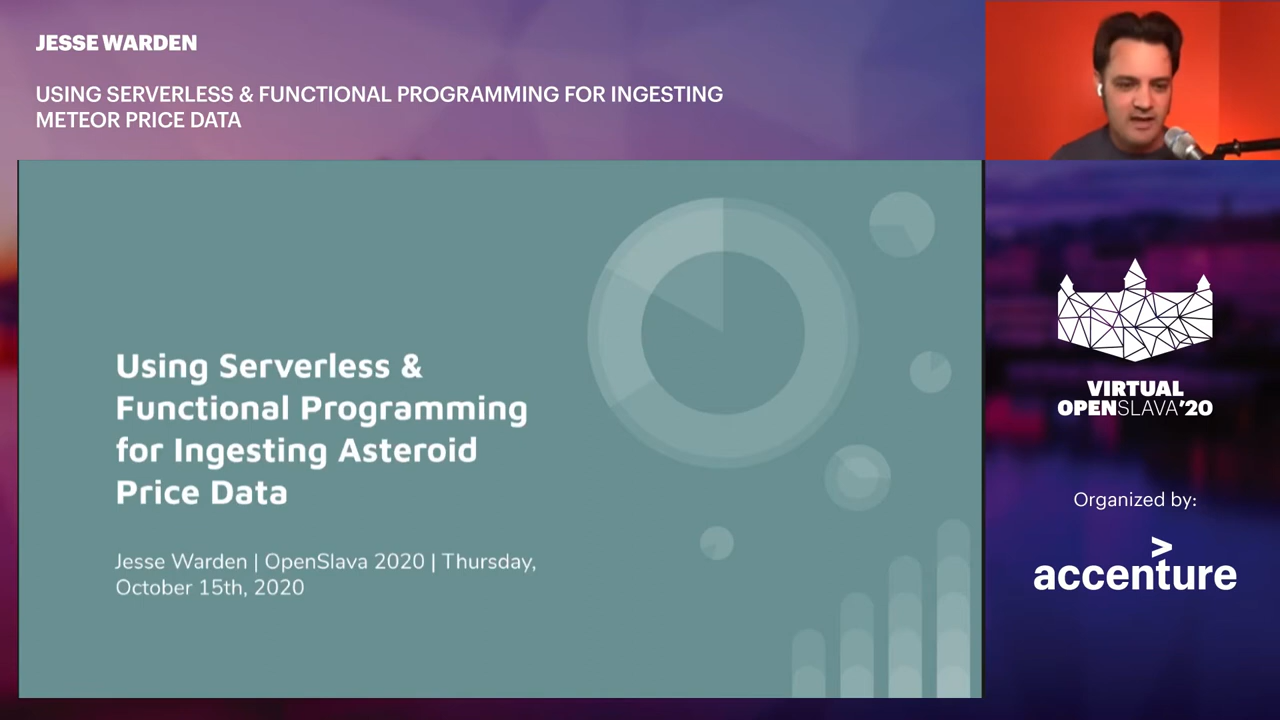 JESSE WARDEN
USING SERVERLESS & FUNCTIONAL PROGRAMMING FOR INGESTING
METEOR PRICE DATA
Using Serverless &
Functional Programming
for Ingesting Asteroid
Price Data
Jesse Warden | OpenSlava 2020 | Thursday,
October 15th, 2020
VIRTUAL
OPENSLAVA'20
Organized by:
>
accenture